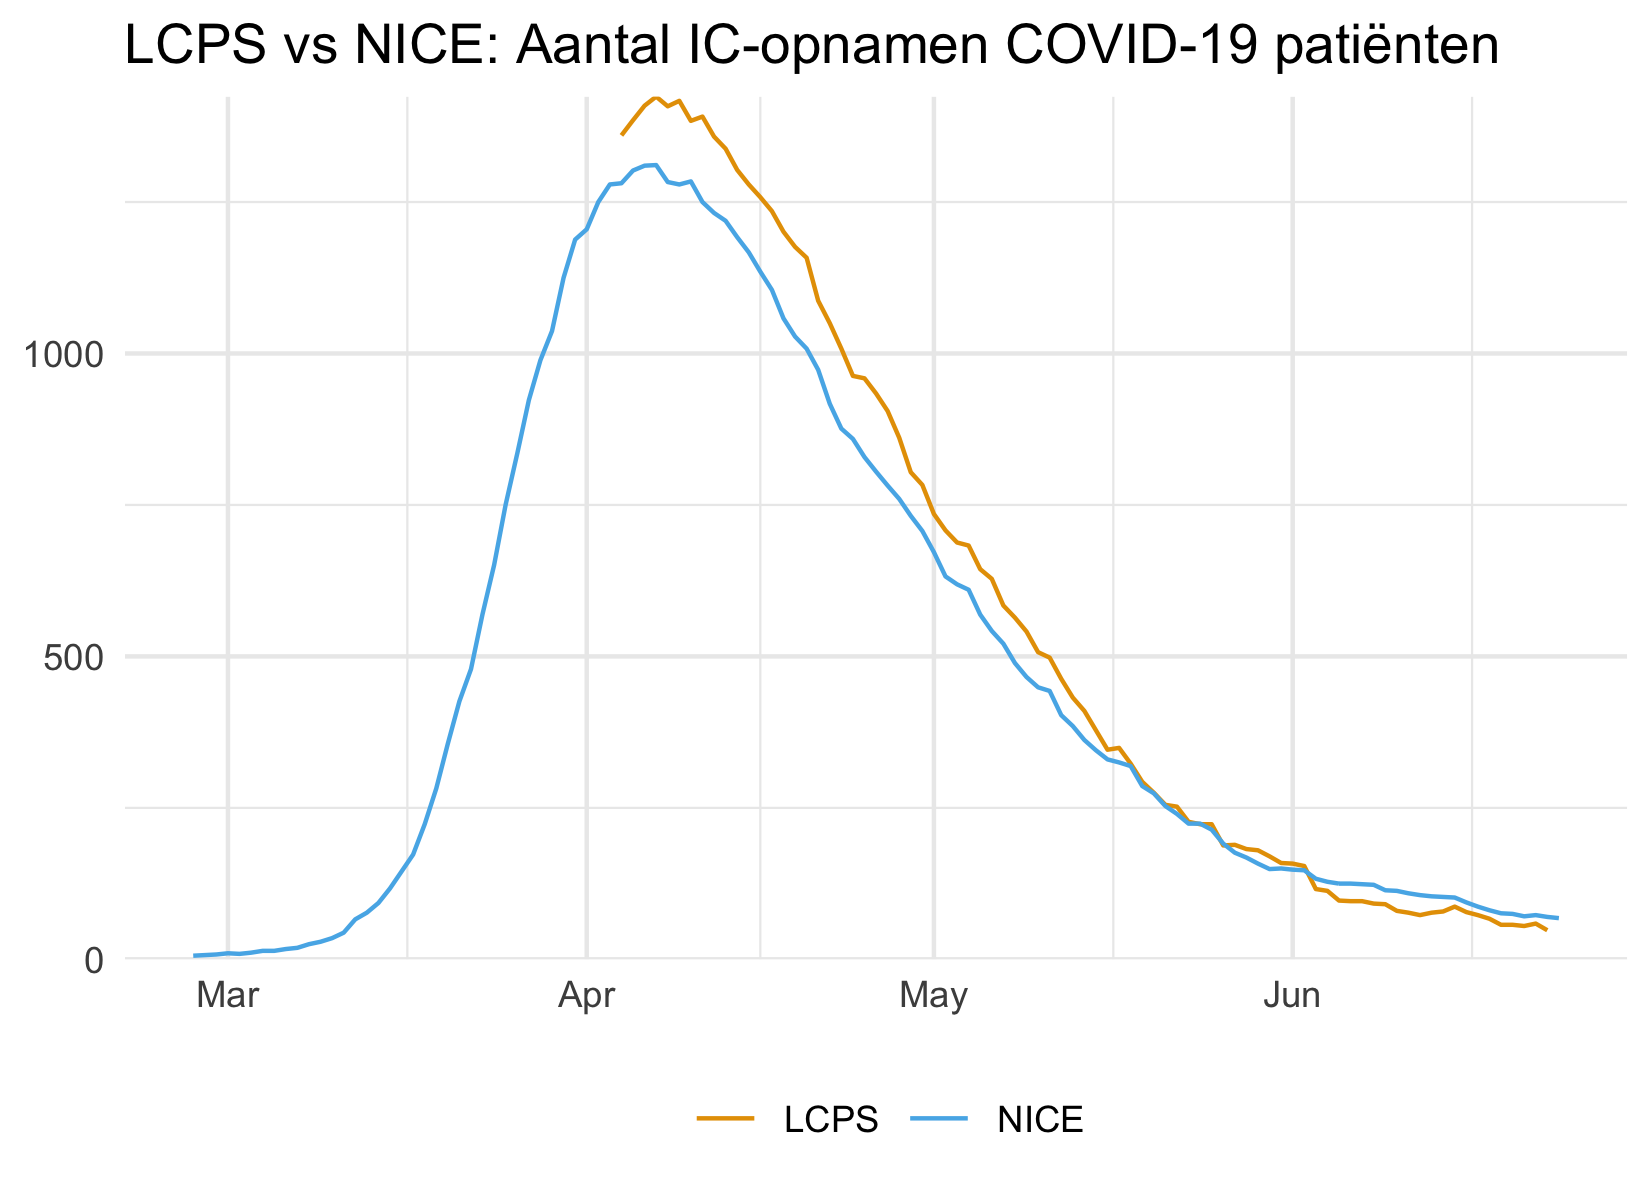 LCPS vs NICE: Aantal IC-opnamen COVID-19 patiënten
1000
500
0
Mar Apr May Jun
LCPS NICE